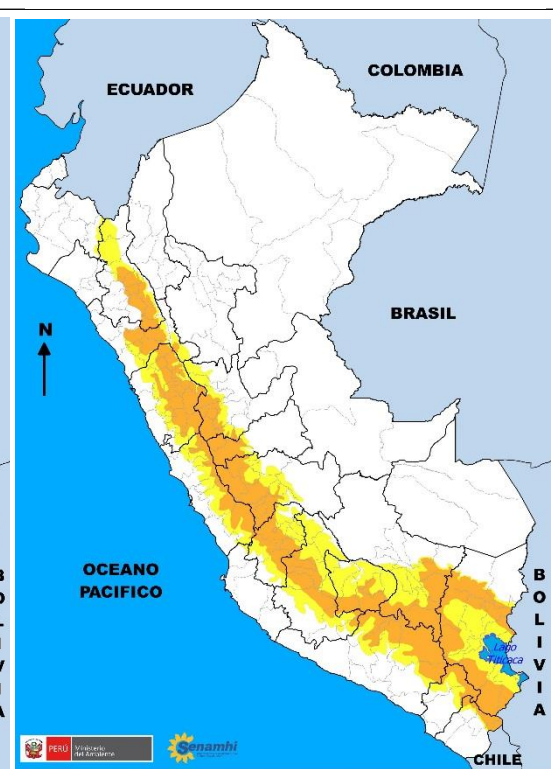 COLOMBIA
ECUADOR
BRASIL
N
OCEANO
PACIFICO
B
O
L
I
V
I
A
B
O
L
I
V
I
A
Lago
Titicaca
CHILE
PERÚ
Ministerio
del Ambiente
Senamhi